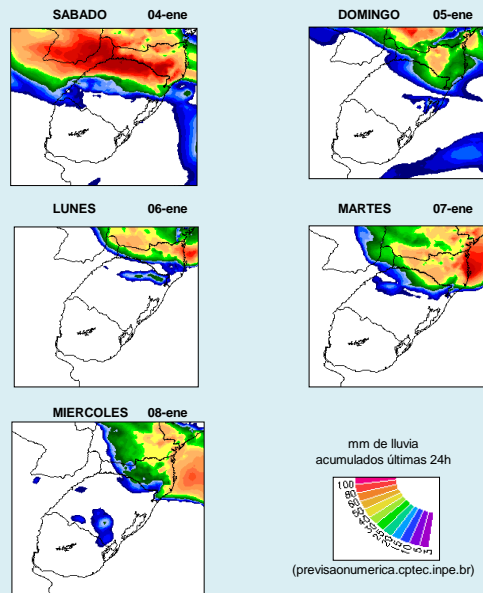 SABADO 04-ene
DOMINGO 05-ene
LUNES 06-ene
MARTES 07-ene
MIERCOLES 08-ene
mm de lluvia
acumulados últimas 24h
100
80
(previsaonumerica.cptec.inpe.br)